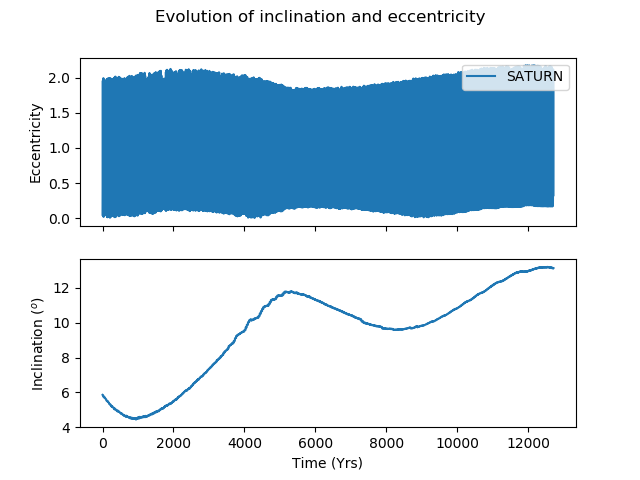 Evolution of inclination and eccentricity
SATURN
Eccentricity
2.0
1.5
1.0
0.5
0.0
Inclination (°)
12
10
8
6
4
0 2000 4000 6000 8000 10000 12000
Time (Yrs)